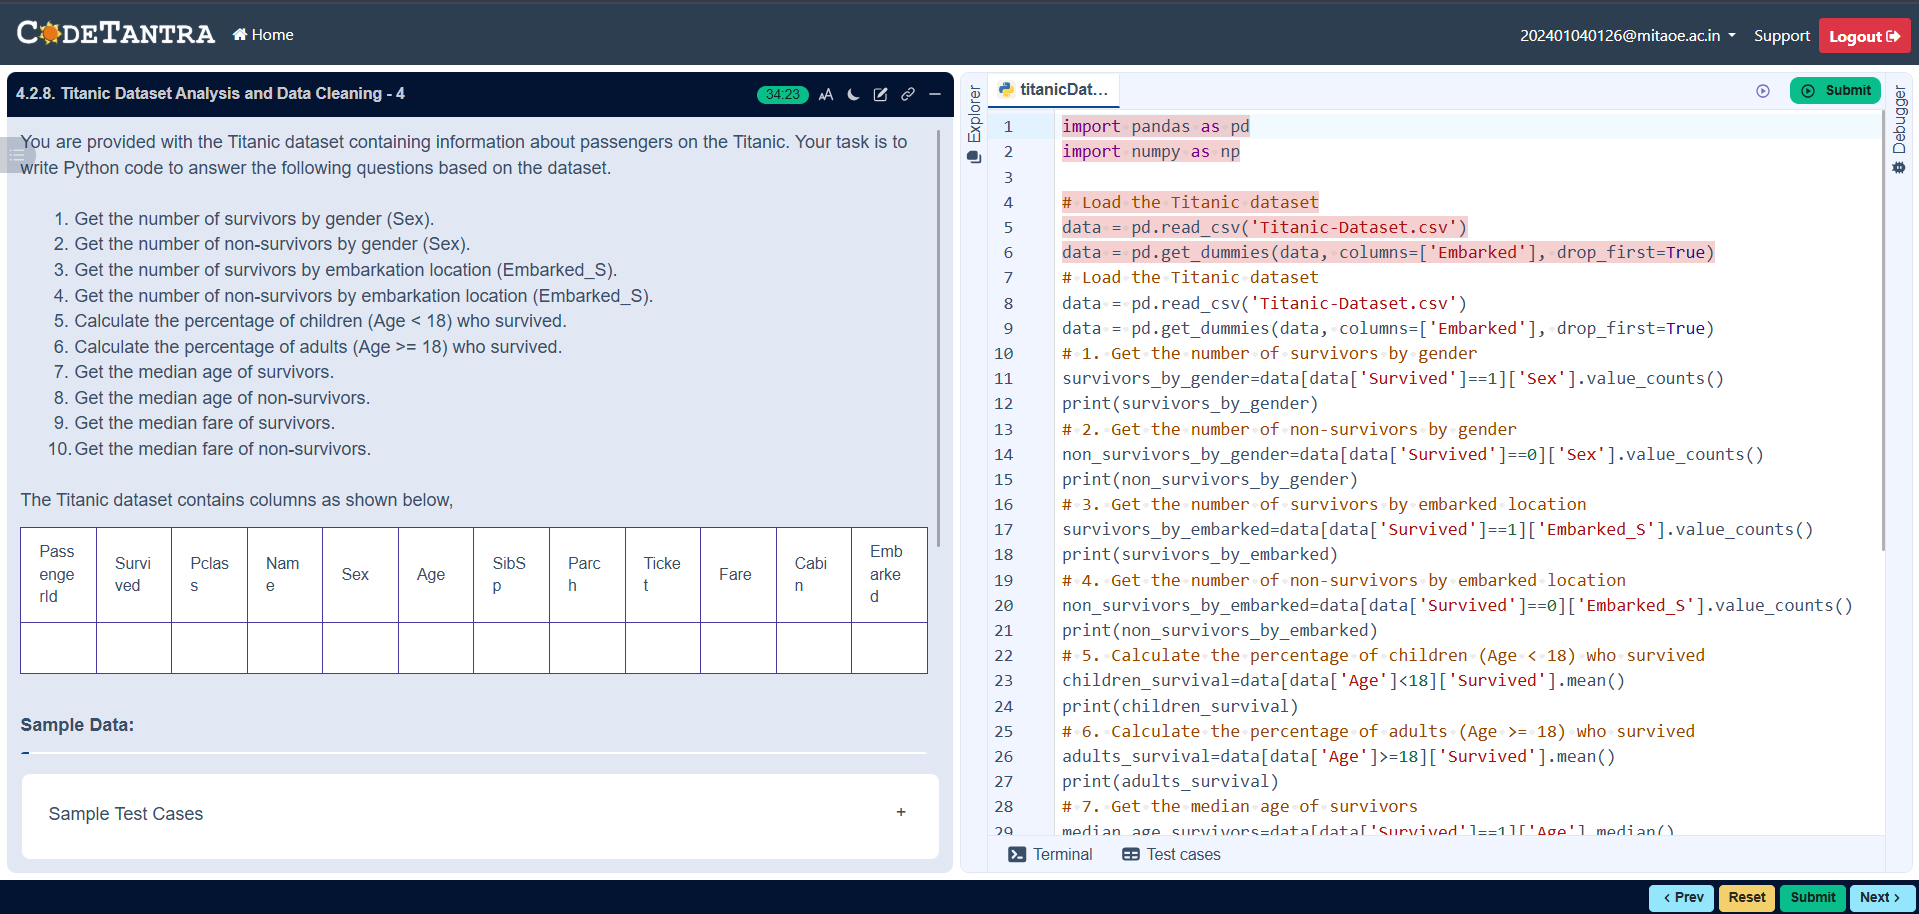 CODETANTRA Home
202401040126@mitaoe.ac.in Support Logout
4.2.8. Titanic Dataset Analysis and Data Cleaning - 4
34:23
You are provided with the Titanic dataset containing information about passengers on the Titanic. Your task is to
write Python code to answer the following questions based on the dataset.
1. Get the number of survivors by gender (Sex).
2. Get the number of non-survivors by gender (Sex).
3. Get the number of survivors by embarkation location (Embarked_S).
4. Get the number of non-survivors by embarkation location (Embarked_S).
5. Calculate the percentage of children (Age < 18) who survived.
6. Calculate the percentage of adults (Age >= 18) who survived.
7. Get the median age of survivors.
8. Get the median age of non-survivors.
9. Get the median fare of survivors.
10. Get the median fare of non-survivors.
The Titanic dataset contains columns as shown below,
Pass
enge
rId
Survi
ved
Pclas
s
Nam
e
Sex
Age
SibS
p
Parc
h
Ticke
t
Fare
Cabi
n
Emb
arke
d
Sample Data:
Sample Test Cases +
Explorer
titanicDat...
Submit
Debugger
1 import pandas as pd
2 import numpy as np
3
4 # Load the Titanic dataset
5 data = pd.read_csv('Titanic-Dataset.csv')
6 data = pd.get_dummies(data, columns=['Embarked'], drop_first=True)
7 # Load the Titanic dataset
8 data = pd.read_csv('Titanic-Dataset.csv')
9 data = pd.get_dummies(data, columns=['Embarked'], drop_first=True)
10 # 1. Get the number of survivors by gender
11 survivors_by_gender=data[data['Survived']==1]['Sex'].value_counts()
12 print(survivors_by_gender)
13 # 2. Get the number of non-survivors by gender
14 non_survivors_by_gender=data[data['Survived']==0]['Sex'].value_counts()
15 print(non_survivors_by_gender)
16 # 3. Get the number of survivors by embarked location
17 survivors_by_embarked=data[data['Survived']==1]['Embarked_S'].value_counts()
18 print(survivors_by_embarked)
19 # 4. Get the number of non-survivors by embarked location
20 non_survivors_by_embarked=data[data['Survived']==0]['Embarked_S'].value_counts()
21 print(non_survivors_by_embarked)
22 # 5. Calculate the percentage of children (Age < 18) who survived
23 children_survival=data[data['Age']<18]['Survived'].mean()
24 print(children_survival)
25 # 6. Calculate the percentage of adults (Age >= 18) who survived
26 adults_survival=data[data['Age']>=18]['Survived'].mean()
27 print(adults_survival)
28 # 7. Get the median age of survivors
29 median_age_survivors=data[data['Survived']==1]['Age'].median()
Terminal Test cases
< Prev Reset Submit Next >